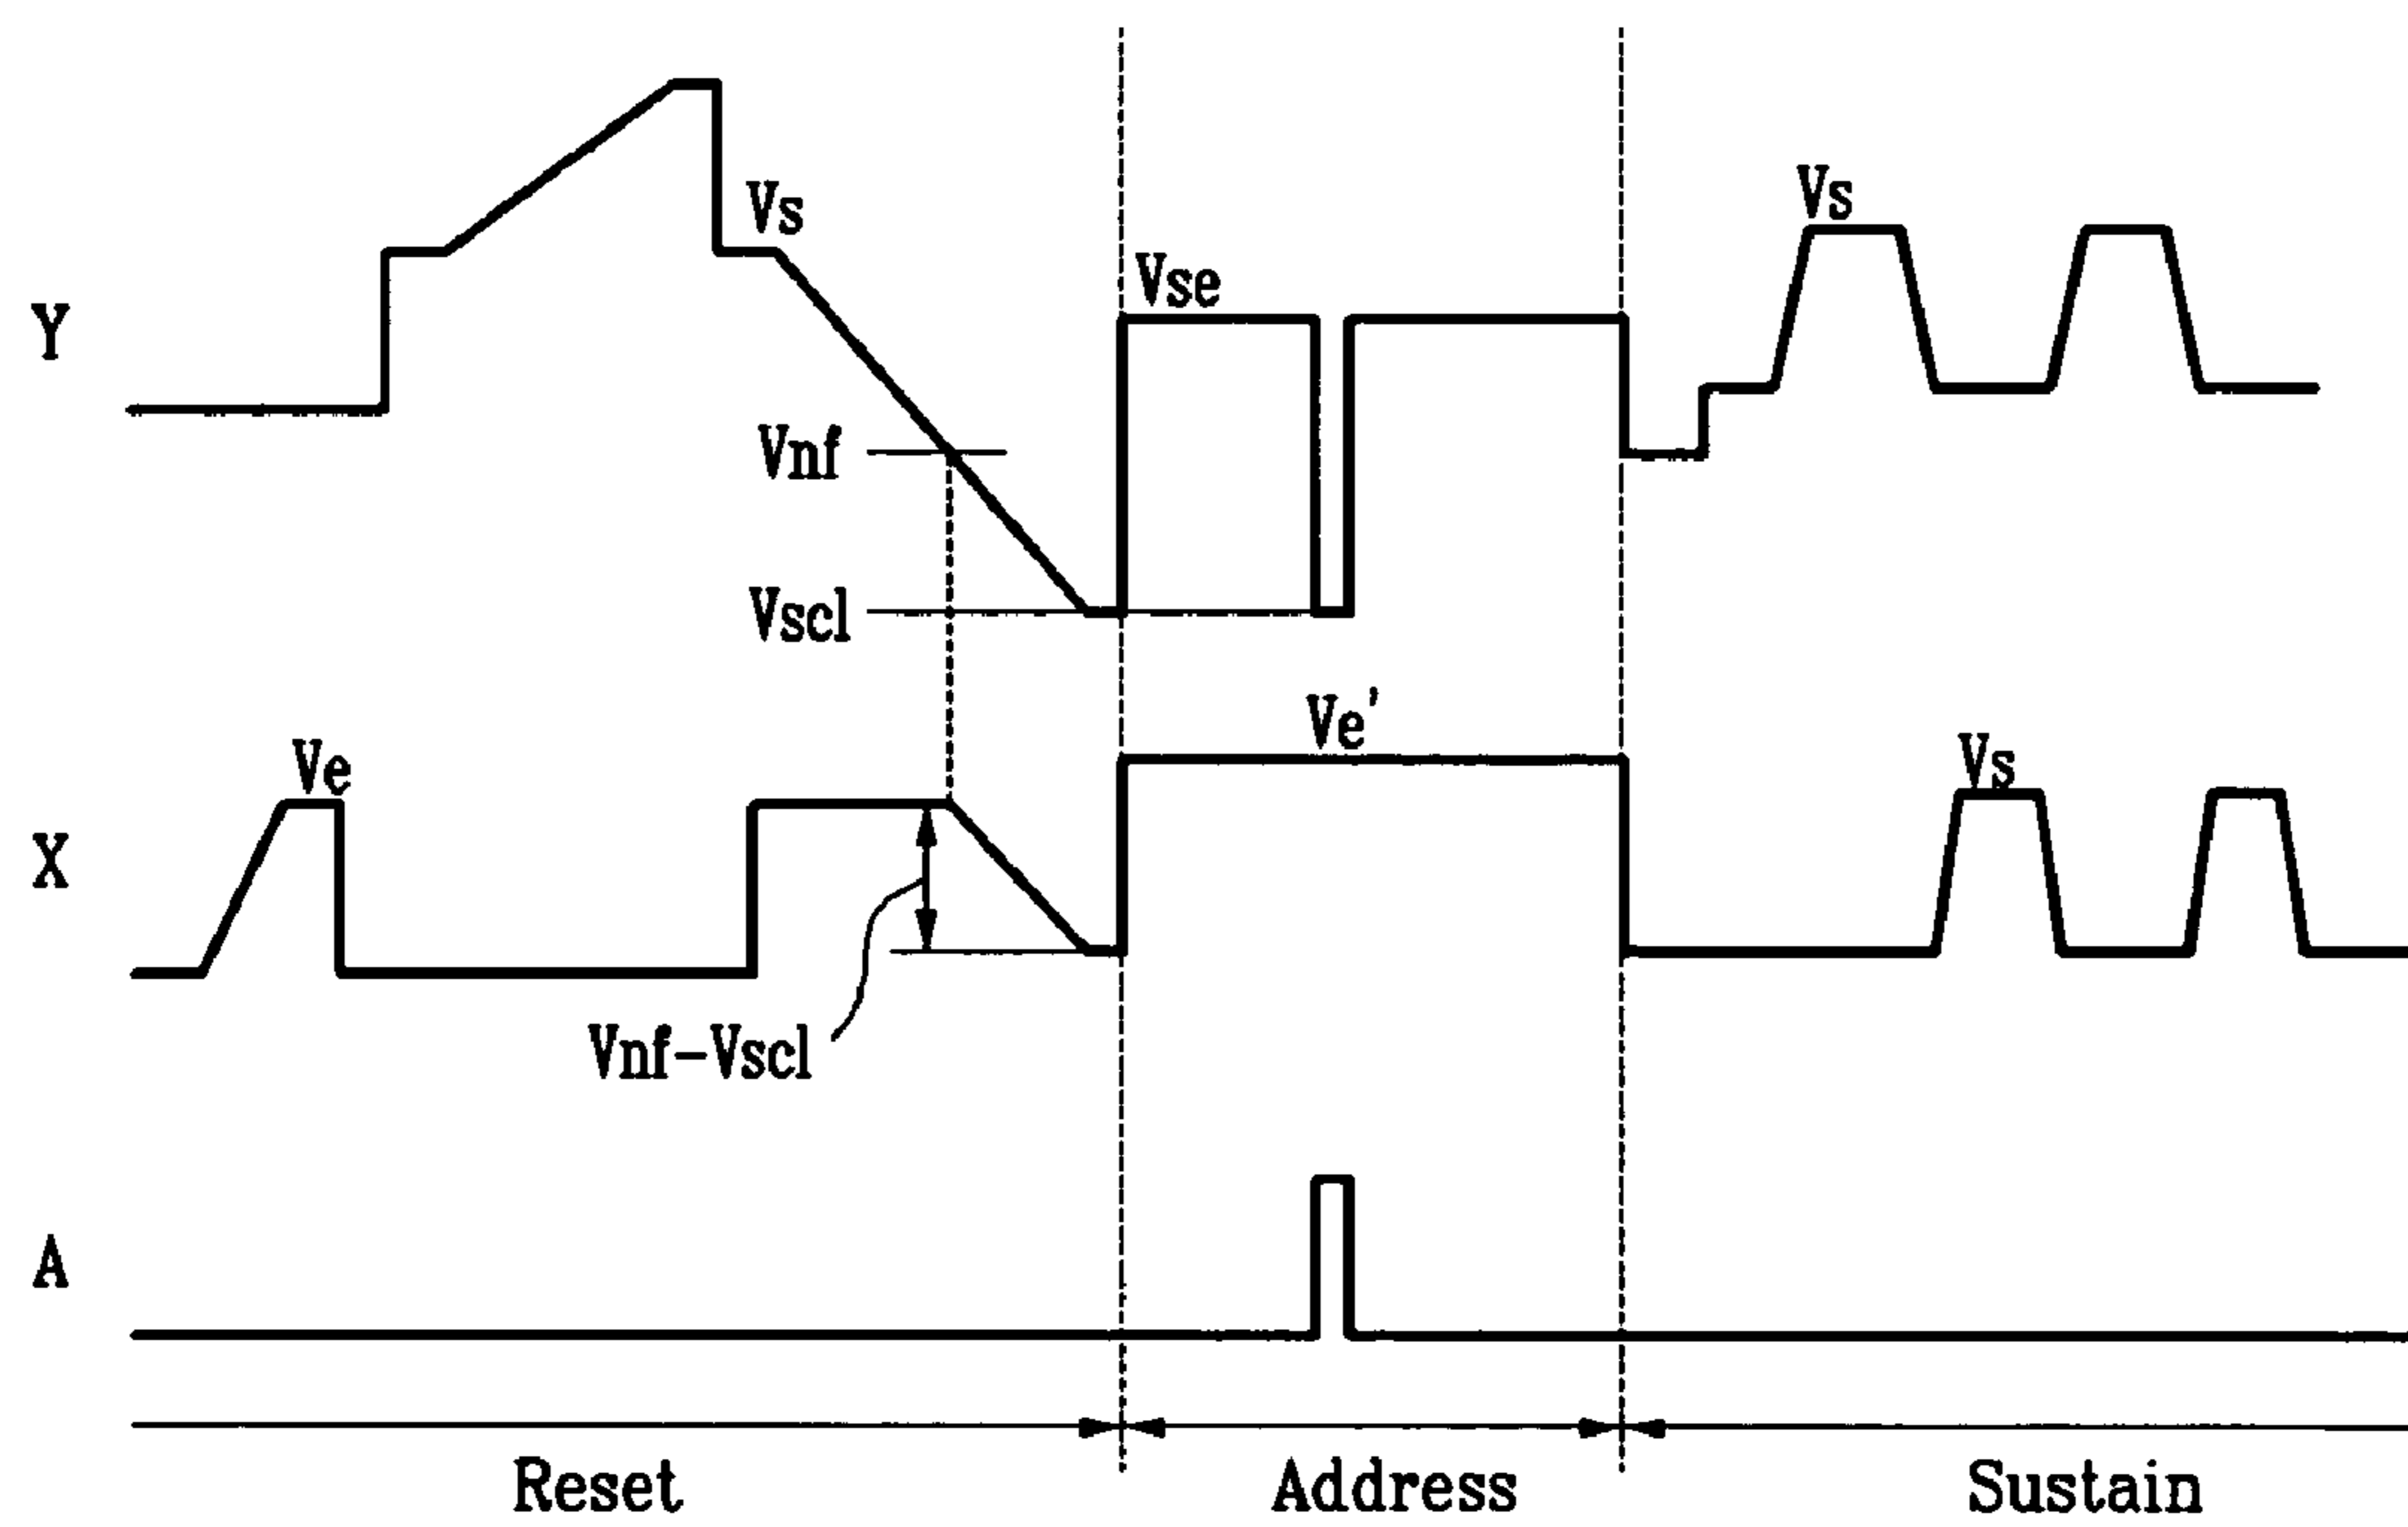 Vs
Vs
Vse
Y
Vnf
Vscl
Ve'
Ve
Vs
X
Vnf-Vscl
A
Reset
Address
Sustain